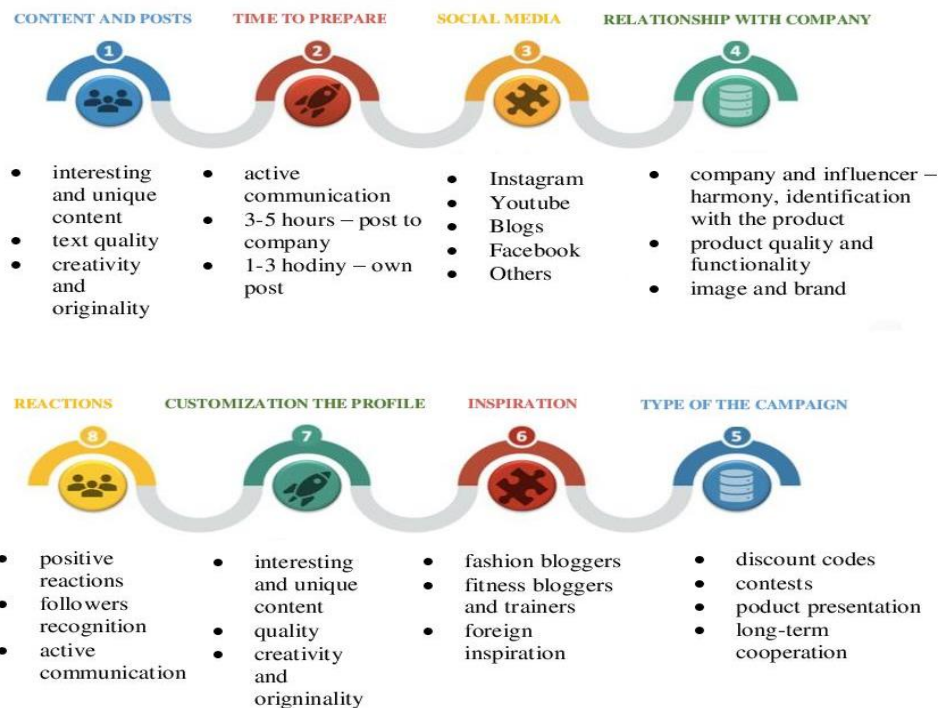 CONTENT AND POSTS
TIME TO PREPARE
SOCIAL MEDIA
RELATIONSHIP WITH COMPANY
1
2
3
4
• interesting
and unique
content
• text quality
• creativity
and
originality
• active
communication
• 3-5 hours – post to
company
• 1-3 hodiny – own
post
• Instagram
• Youtube
• Blogs
• Facebook
• Others
• company and influencer –
harmony, identification
with the product
• product quality and
functionality
• image and brand
REACTIONS
CUSTOMIZATION THE PROFILE
INSPIRATION
TYPE OF THE CAMPAIGN
8
7
6
5
• positive
reactions
• followers
recognition
• active
communication
• interesting
and unique
content
• quality
• creativity
and
origninality
• fashion bloggers
• fitness bloggers
and trainers
• foreign
inspiration
• discount codes
• contests
• poduct presentation
• long-term
cooperation